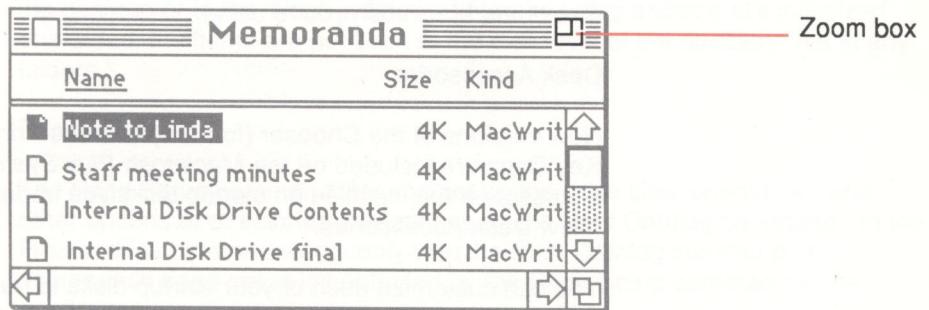 Memoranda
Zoom box
Name Size Kind
Note to Linda 4K MacWrit
Staff meeting minutes 4K MacWrit
Internal Disk Drive Contents 4K MacWrit
Internal Disk Drive final 4K MacWrit